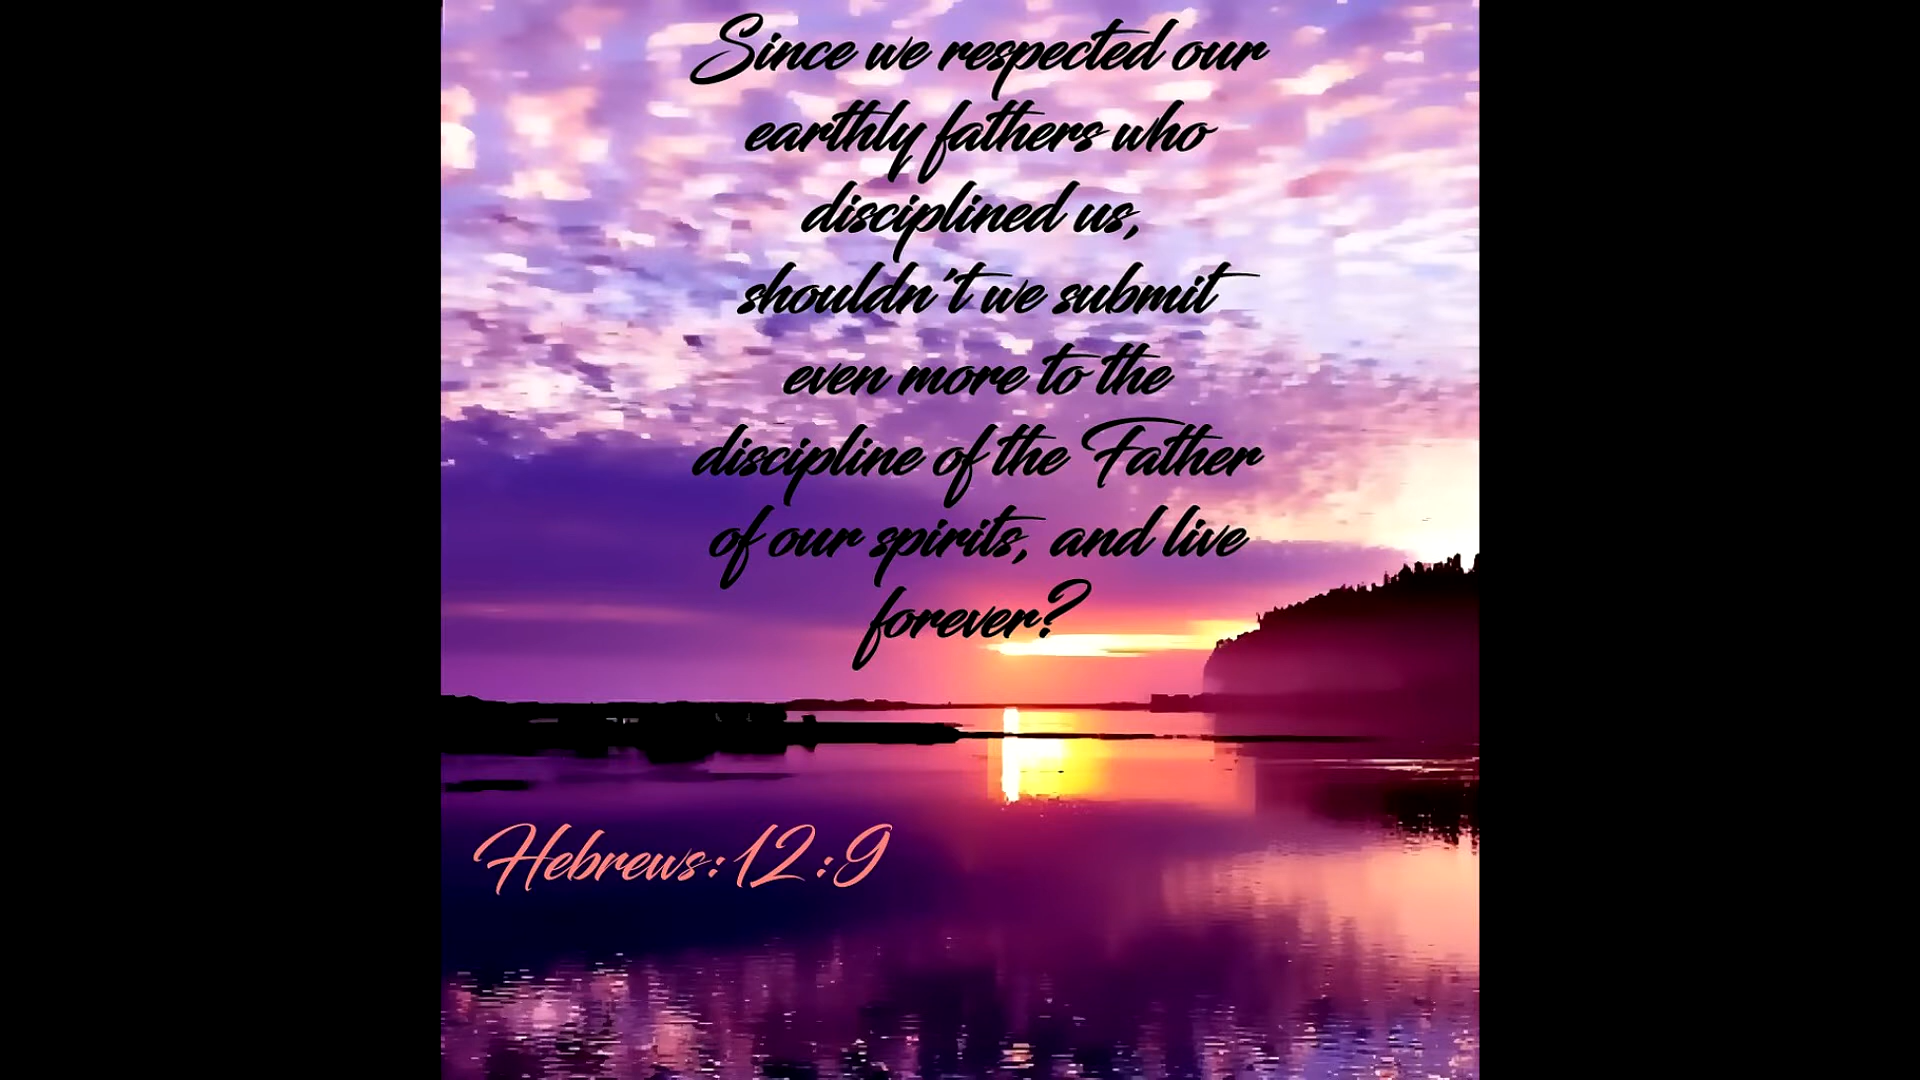 Since we respected our
earthly fathers who
disciplined us,
shouldn't we submit
even more to the
discipline of the Father
of our spirits, and live
forever?
Hebrews:12:9